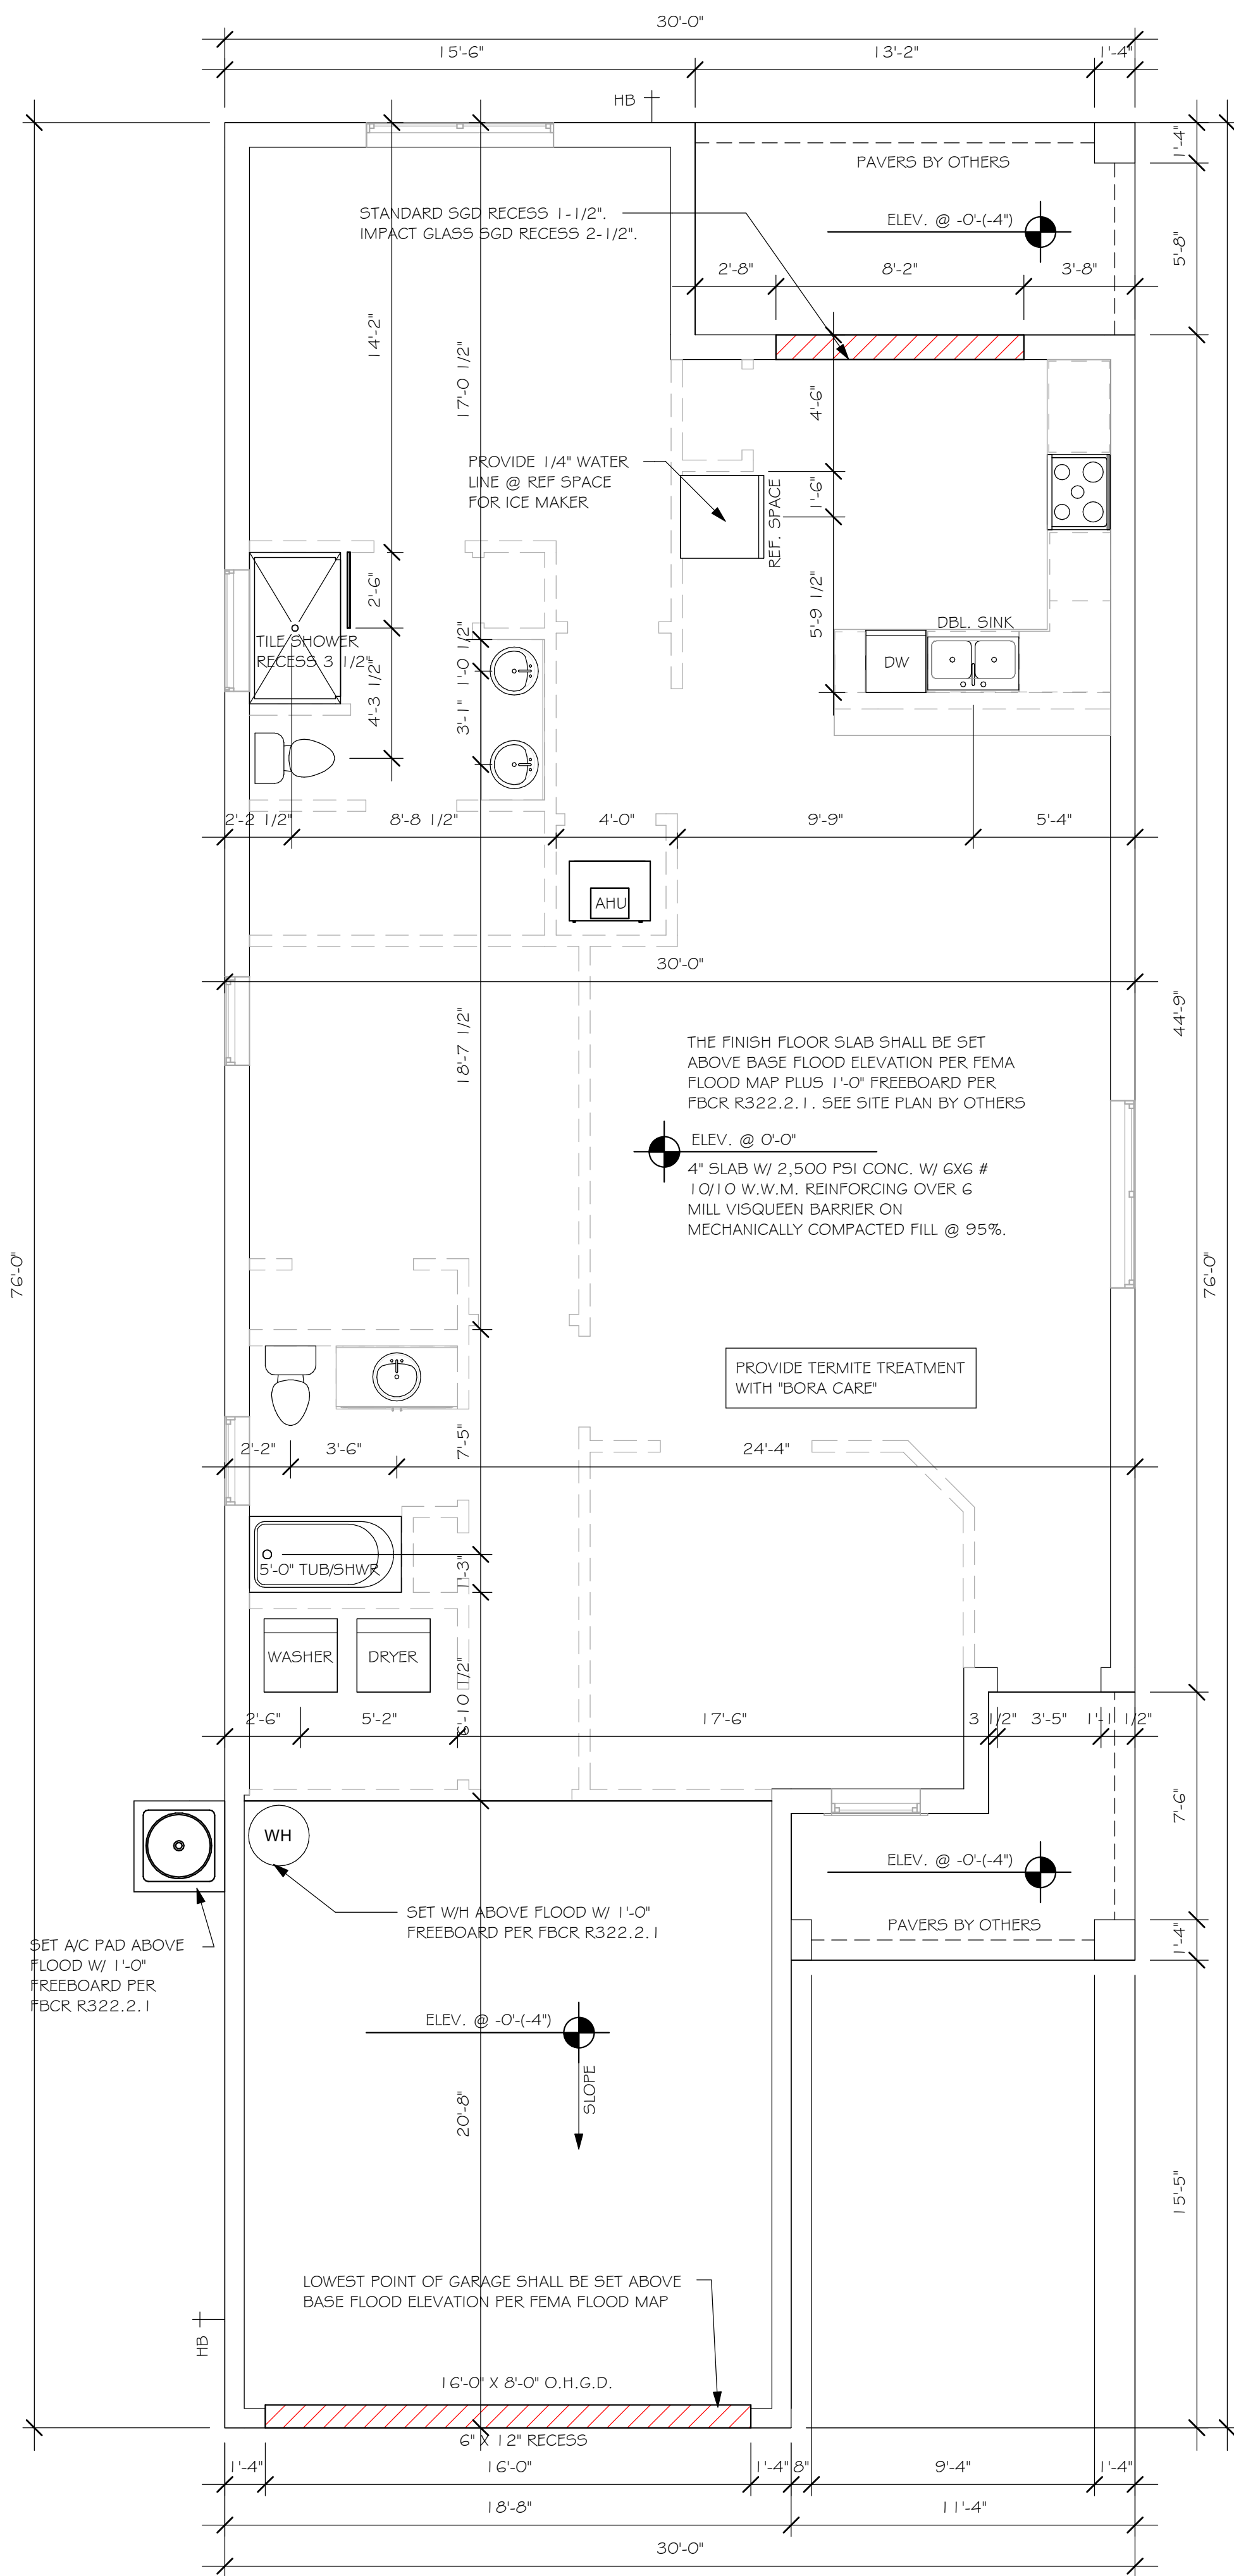 30'-0"
15'-6"
13'-2"
1'-4"
HB
1'-4"
PAVERS BY OTHERS
STANDARD SGD RECESS 1-1/2".
IMPACT GLASS SGD RECESS 2-1/2".
ELEV. @ -0'-(-4")
5'-8"
2'-8"
8'-2"
3'-8"
14'-2"
17'-0 1/2"
4'-6"
PROVIDE 1/4" WATER
LINE @ REF SPACE
FOR ICE MAKER
1'-6"
REF. SPACE
2'-6"
5'-9 1/2"
DBL. SINK
TILE SHOWER
RECESS 3 1/2"
1'-0 1/2"
DW
4'-3 1/2"
3'-1"
2'-2 1/2"
8'-8 1/2"
4'-0"
9'-9"
5'-4"
AHU
30'-0"
18'-7 1/2"
44'-9"
THE FINISH FLOOR SLAB SHALL BE SET
ABOVE BASE FLOOD ELEVATION PER FEMA
FLOOD MAP PLUS 1'-0" FREEBOARD PER
FBCR R322.2.1. SEE SITE PLAN BY OTHERS
ELEV. @ 0'-0"
4" SLAB W/ 2,500 PSI CONC. W/ 6X6 #
10/10 W.W.M. REINFORCING OVER 6
MILL VISQUEEN BARRIER ON
MECHANICALLY COMPACTED FILL @ 95%.
76'-0"
76'-0"
PROVIDE TERMITE TREATMENT
WITH "BORA CARE"
2'-2"
3'-6"
7'-5"
24'-4"
5'-0" TUB/SHWR
1'-3"
WASHER
DRYER
6'-10 1/2"
2'-6"
5'-2"
17'-6"
3 1/2"
3'-5"
1'-1 1/2"
WH
7'-6"
ELEV. @ -0'-(-4")
SET W/H ABOVE FLOOD W/ 1'-0"
FREEBOARD PER FBCR R322.2.1
PAVERS BY OTHERS
1'-4"
SET A/C PAD ABOVE
FLOOD W/ 1'-0"
FREEBOARD PER
FBCR R322.2.1
ELEV. @ -0'-(-4")
SLOPE
20'-8"
15'-5"
LOWEST POINT OF GARAGE SHALL BE SET ABOVE
BASE FLOOD ELEVATION PER FEMA FLOOD MAP
HB
16'-0" X 8'-0" O.H.G.D.
6" X 12" RECESS
1'-4"
16'-0"
1'-4"
8"
9'-4"
1'-4"
18'-8"
11'-4"
30'-0"